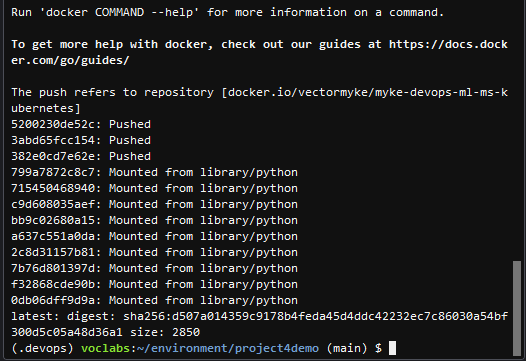 Run 'docker COMMAND --help' for more information on a command.
To get more help with docker, check out our guides at https://docs.dock
er.com/go/guides/
The push refers to repository [docker.io/vectormyke/myke-devops-ml-ms-k
ubernetes]
5200230de52c: Pushed
3abd65fcc154: Pushed
382e0cd7e62e: Pushed
799a7872c8c7: Mounted from library/python
715450468940: Mounted from library/python
c9d608035aef: Mounted from library/python
bb9c02680a15: Mounted from library/python
a637c551a0da: Mounted from library/python
2c8d31157b81: Mounted from library/python
7b76d801397d: Mounted from library/python
f32868cde90b: Mounted from library/python
0db06dff9d9a: Mounted from library/python
latest: digest: sha256:d507a014359c9178b4feda45d4ddc42232ec7c86030a54bf
300d5c05a48d36a1 size: 2850
(.devops) voclabs:~/environment/project4demo (main) $